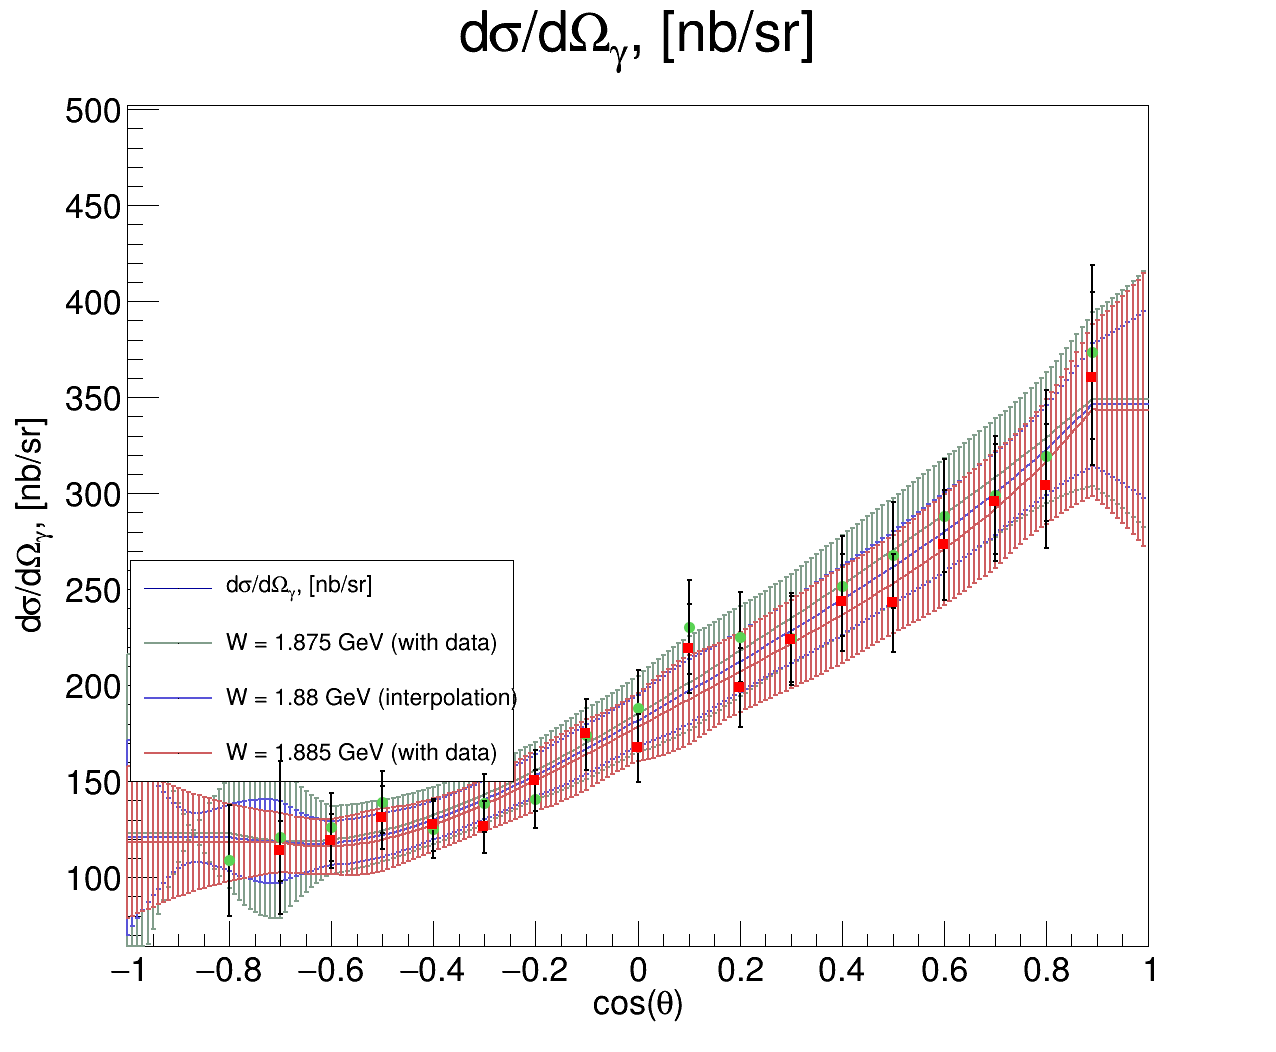 dσ/dΩγ, [nb/sr]
500
450
400
350
300
250
200
150
100
dσ/dΩγ, [nb/sr]
dσ/dΩγ, [nb/sr]
W = 1.875 GeV (with data)
W = 1.88 GeV (interpolation)
W = 1.885 GeV (with data)
−1 −0.8 −0.6 −0.4 −0.2 0 0.2 0.4 0.6 0.8 1
cos(θ)